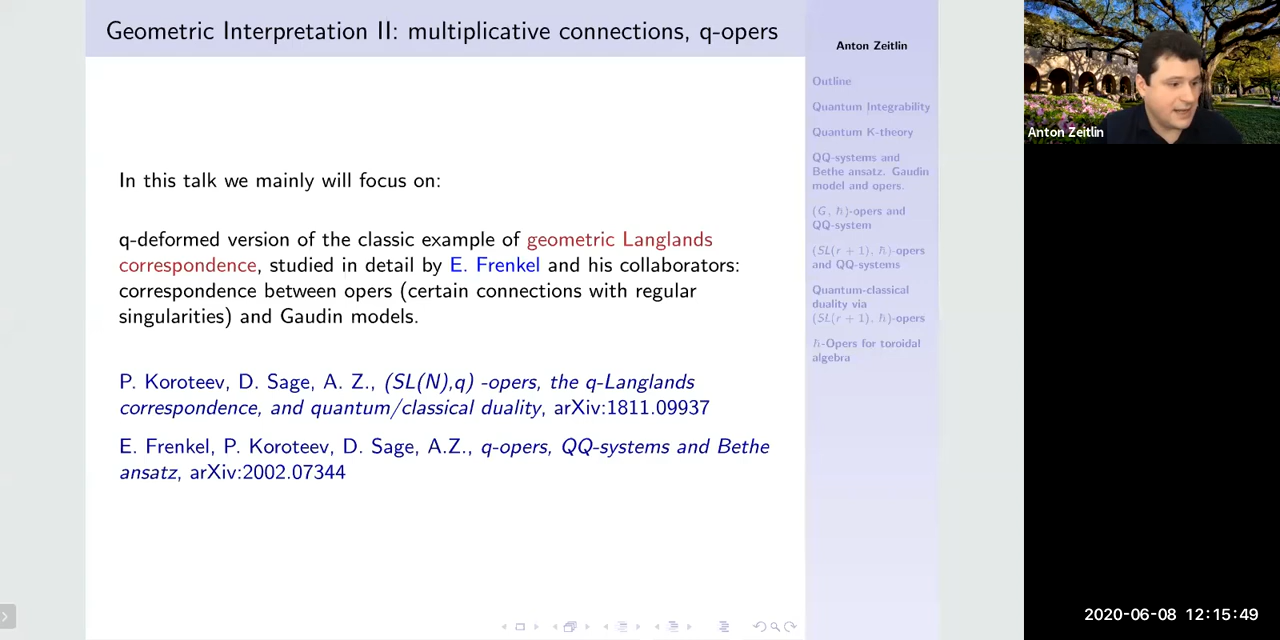 Geometric Interpretation II: multiplicative connections, q-opers
In this talk we mainly will focus on:
q-deformed version of the classic example of geometric Langlands
correspondence, studied in detail by E. Frenkel and his collaborators:
correspondence between opers (certain connections with regular
singularities) and Gaudin models.
P. Koroteev, D. Sage, A. Z., (SL(N),q) -opers, the q-Langlands
correspondence, and quantum/classical duality, arXiv:1811.09937
E. Frenkel, P. Koroteev, D. Sage, A.Z., q-opers, QQ-systems and Bethe
ansatz, arXiv:2002.07344
Anton Zeitlin
Outline
Quantum Integrability
Quantum K-theory
QQ-systems and
Bethe ansatz. Gaudin
model and opers.
(G, ħ)-opers and
QQ-system
(SL(r + 1), ħ)-opers
and QQ-systems
Quantum-classical
duality via
(SL(r + 1), ħ)-opers
ħ-Opers for toroidal
algebra
Anton Zeitlin
2020-06-08 12:15:49